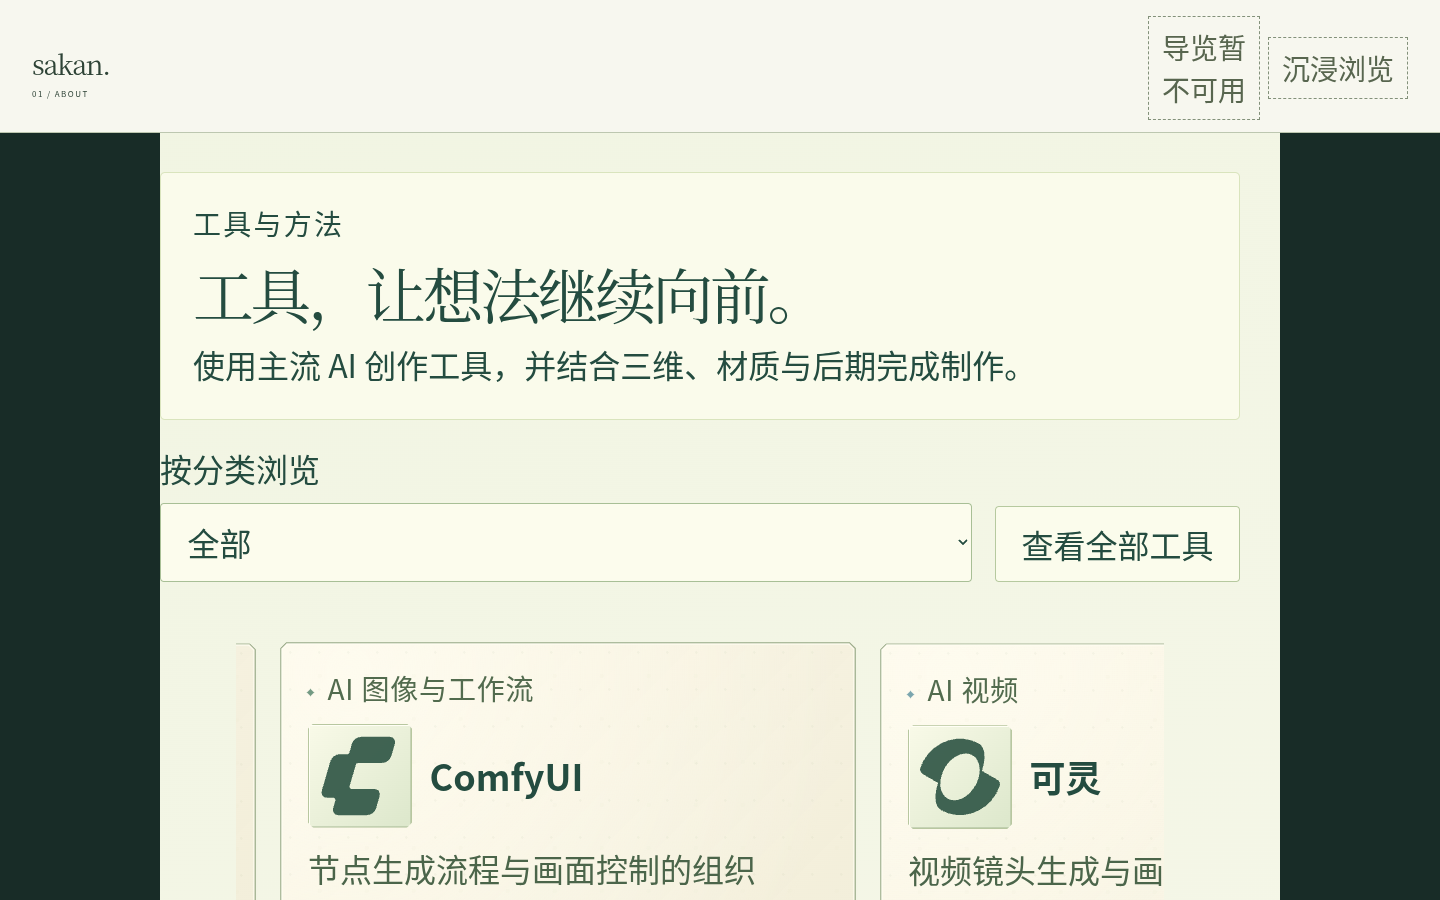 sakan.
01 / ABOUT
导览暂
不可用
沉浸浏览
工具与方法
工具，让想法继续向前。
使用主流 AI 创作工具，并结合三维、材质与后期完成制作。
按分类浏览
全部
查看全部工具
AI 图像与工作流
ComfyUI
节点生成流程与画面控制的组织
AI 视频
可灵
视频镜头生成与画